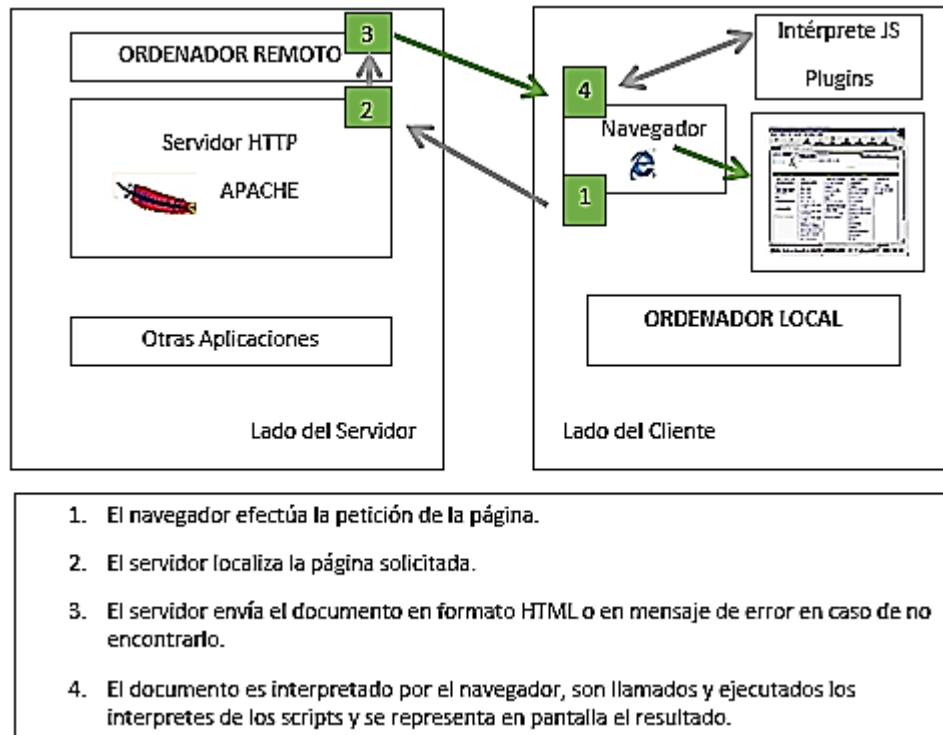 ORDENADOR REMOTO
3
2
Servidor HTTP
APACHE
Otras Aplicaciones
Lado del Servidor
Intérprete JS
Plugins
4
Navegador
1
ORDENADOR LOCAL
Lado del Cliente
1. El navegador efectúa la petición de la página.
2. El servidor localiza la página solicitada.
3. El servidor envía el documento en formato HTML o en mensaje de error en caso de no
encontrarlo.
4. El documento es interpretado por el navegador, son llamados y ejecutados los
interpretes de los scripts y se representa en pantalla el resultado.